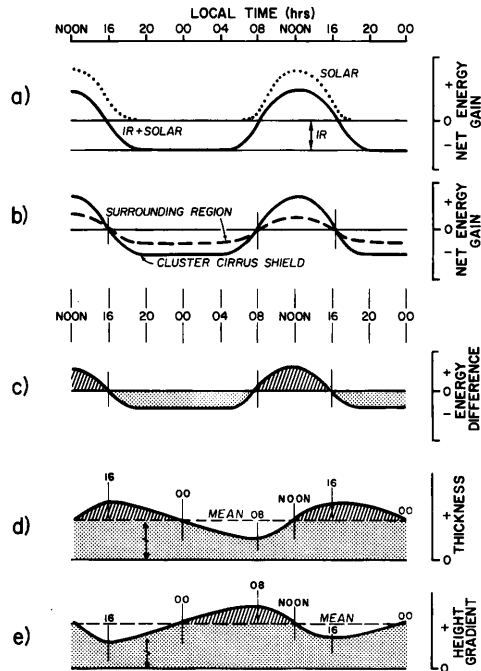 LOCAL TIME (hrs)
NOON 16 20 00 04 08 NOON 16 20 00
a)
SOLAR
IR+SOLAR
IR
+
0
−
NET ENERGY
GAIN
b)
SURROUNDING REGION
CLUSTER CIRRUS SHIELD
+
0
−
NET ENERGY
GAIN
NOON 16 20 00 04 08 NOON 16 20 00
c)
+
0
−
ENERGY
DIFFERENCE
d)
16
00
MEAN
08
NOON
16
00
+
0
THICKNESS
e)
16
00
08
NOON
MEAN
16
00
+
0
HEIGHT
GRADIENT